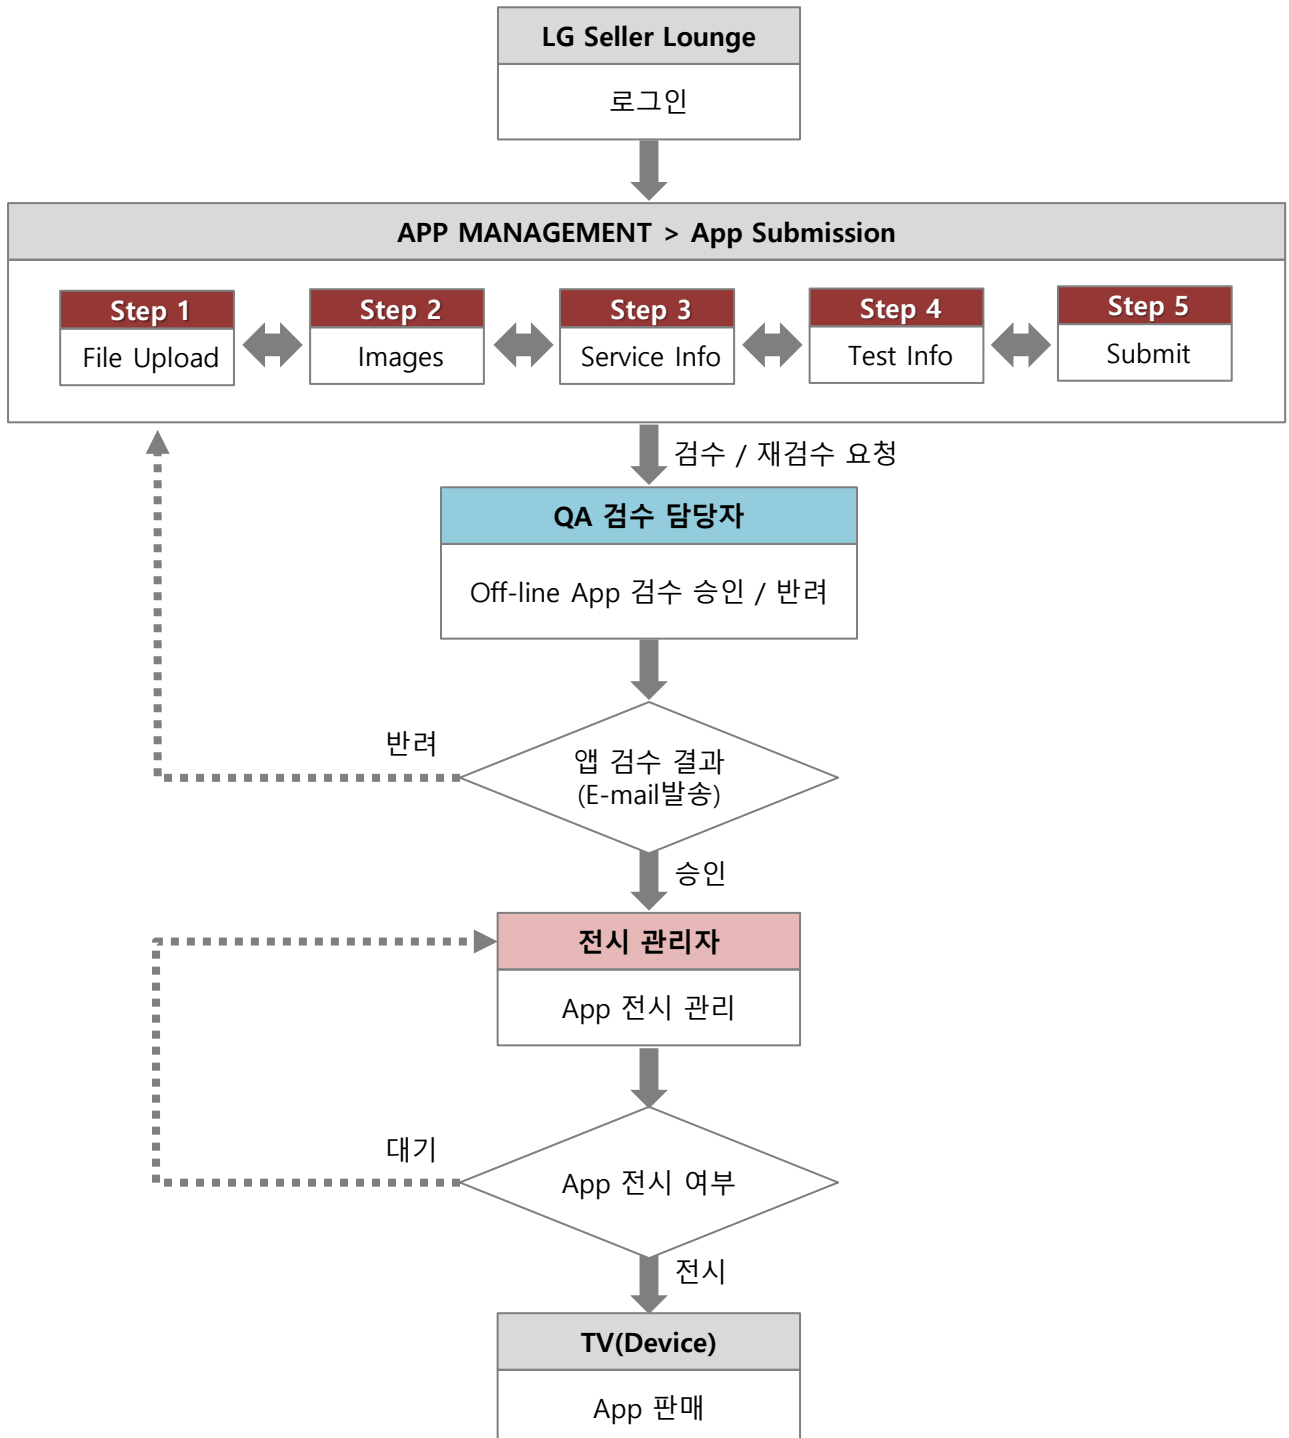 LG Seller Lounge
로그인
APP MANAGEMENT > App Submission
Step 1
File Upload
Step 2
Images
Step 3
Service Info
Step 4
Test Info
Step 5
Submit
검수 / 재검수 요청
QA 검수 담당자
Off-line App 검수 승인 / 반려
반려
앱 검수 결과
(E-mail발송)
승인
전시 관리자
App 전시 관리
대기
App 전시 여부
전시
TV(Device)
App 판매